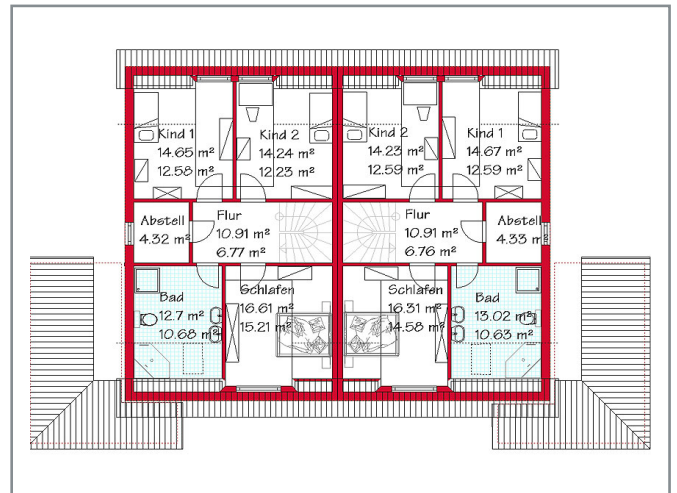 Kind 1
14.65 m²
12.58 m²
Kind 2
14.24 m²
12.23 m²
Kind 2
14.23 m²
12.59 m²
Kind 1
14.67 m²
12.59 m²
Abstell
4.32 m²
Flur
10.91 m²
6.77 m²
Flur
10.91 m²
6.76 m²
Abstell
4.33 m²
Bad
12.7 m²
10.68 m²
Schlafen
16.61 m²
15.21 m²
Schlafen
16.31 m²
14.58 m²
Bad
13.02 m²
10.63 m²